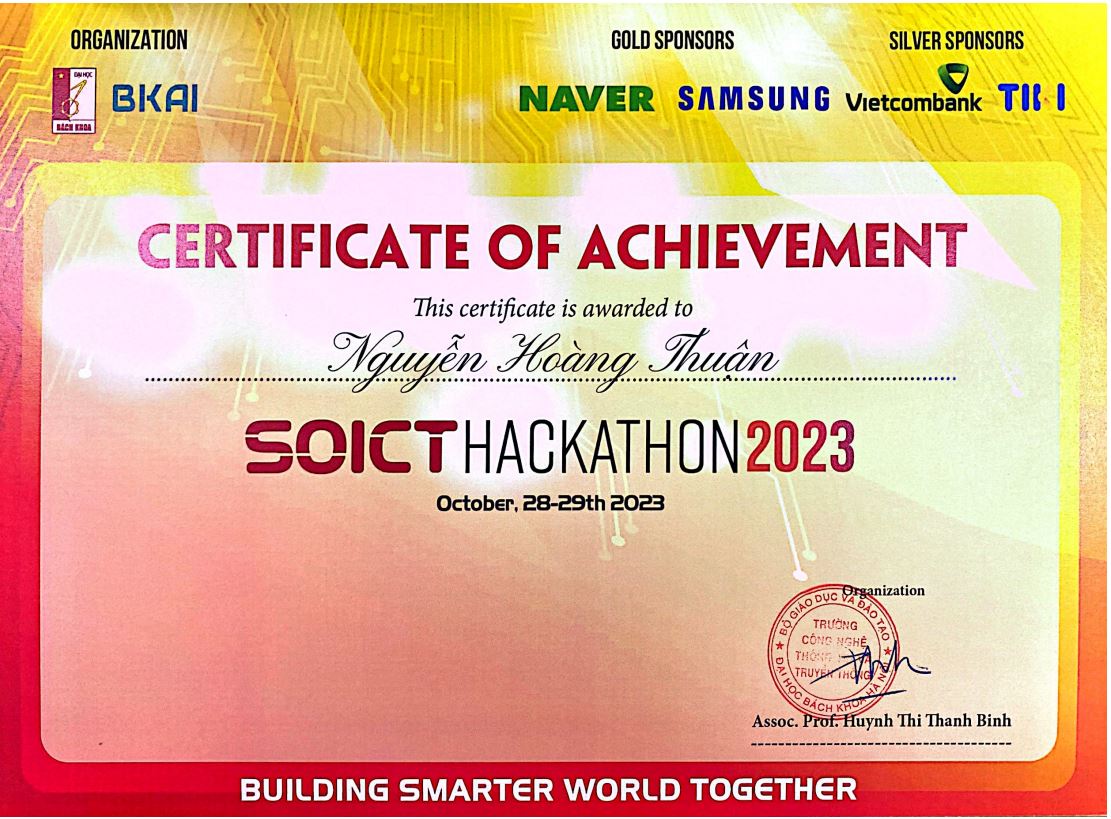 ORGANIZATION
GOLD SPONSORS
SILVER SPONSORS
ĐẠI HỌC
BÁCH KHOA
BKAI
NAVER
SAMSUNG
Vietcombank
CERTIFICATE OF ACHIEVEMENT
This certificate is awarded to
Nguyễn Hoàng Thuận
SOICT HACKATHON 2023
October, 28-29th 2023
Organization
BỘ GIÁO DỤC VÀ ĐÀO TẠO
TRƯỜNG
CÔNG NGHỆ
THÔNG
TRUYỀN THÔNG
ĐẠI HỌC BÁCH KHOA HÀ NỘI
Assoc. Prof. Huynh Thi Thanh Binh
BUILDING SMARTER WORLD TOGETHER